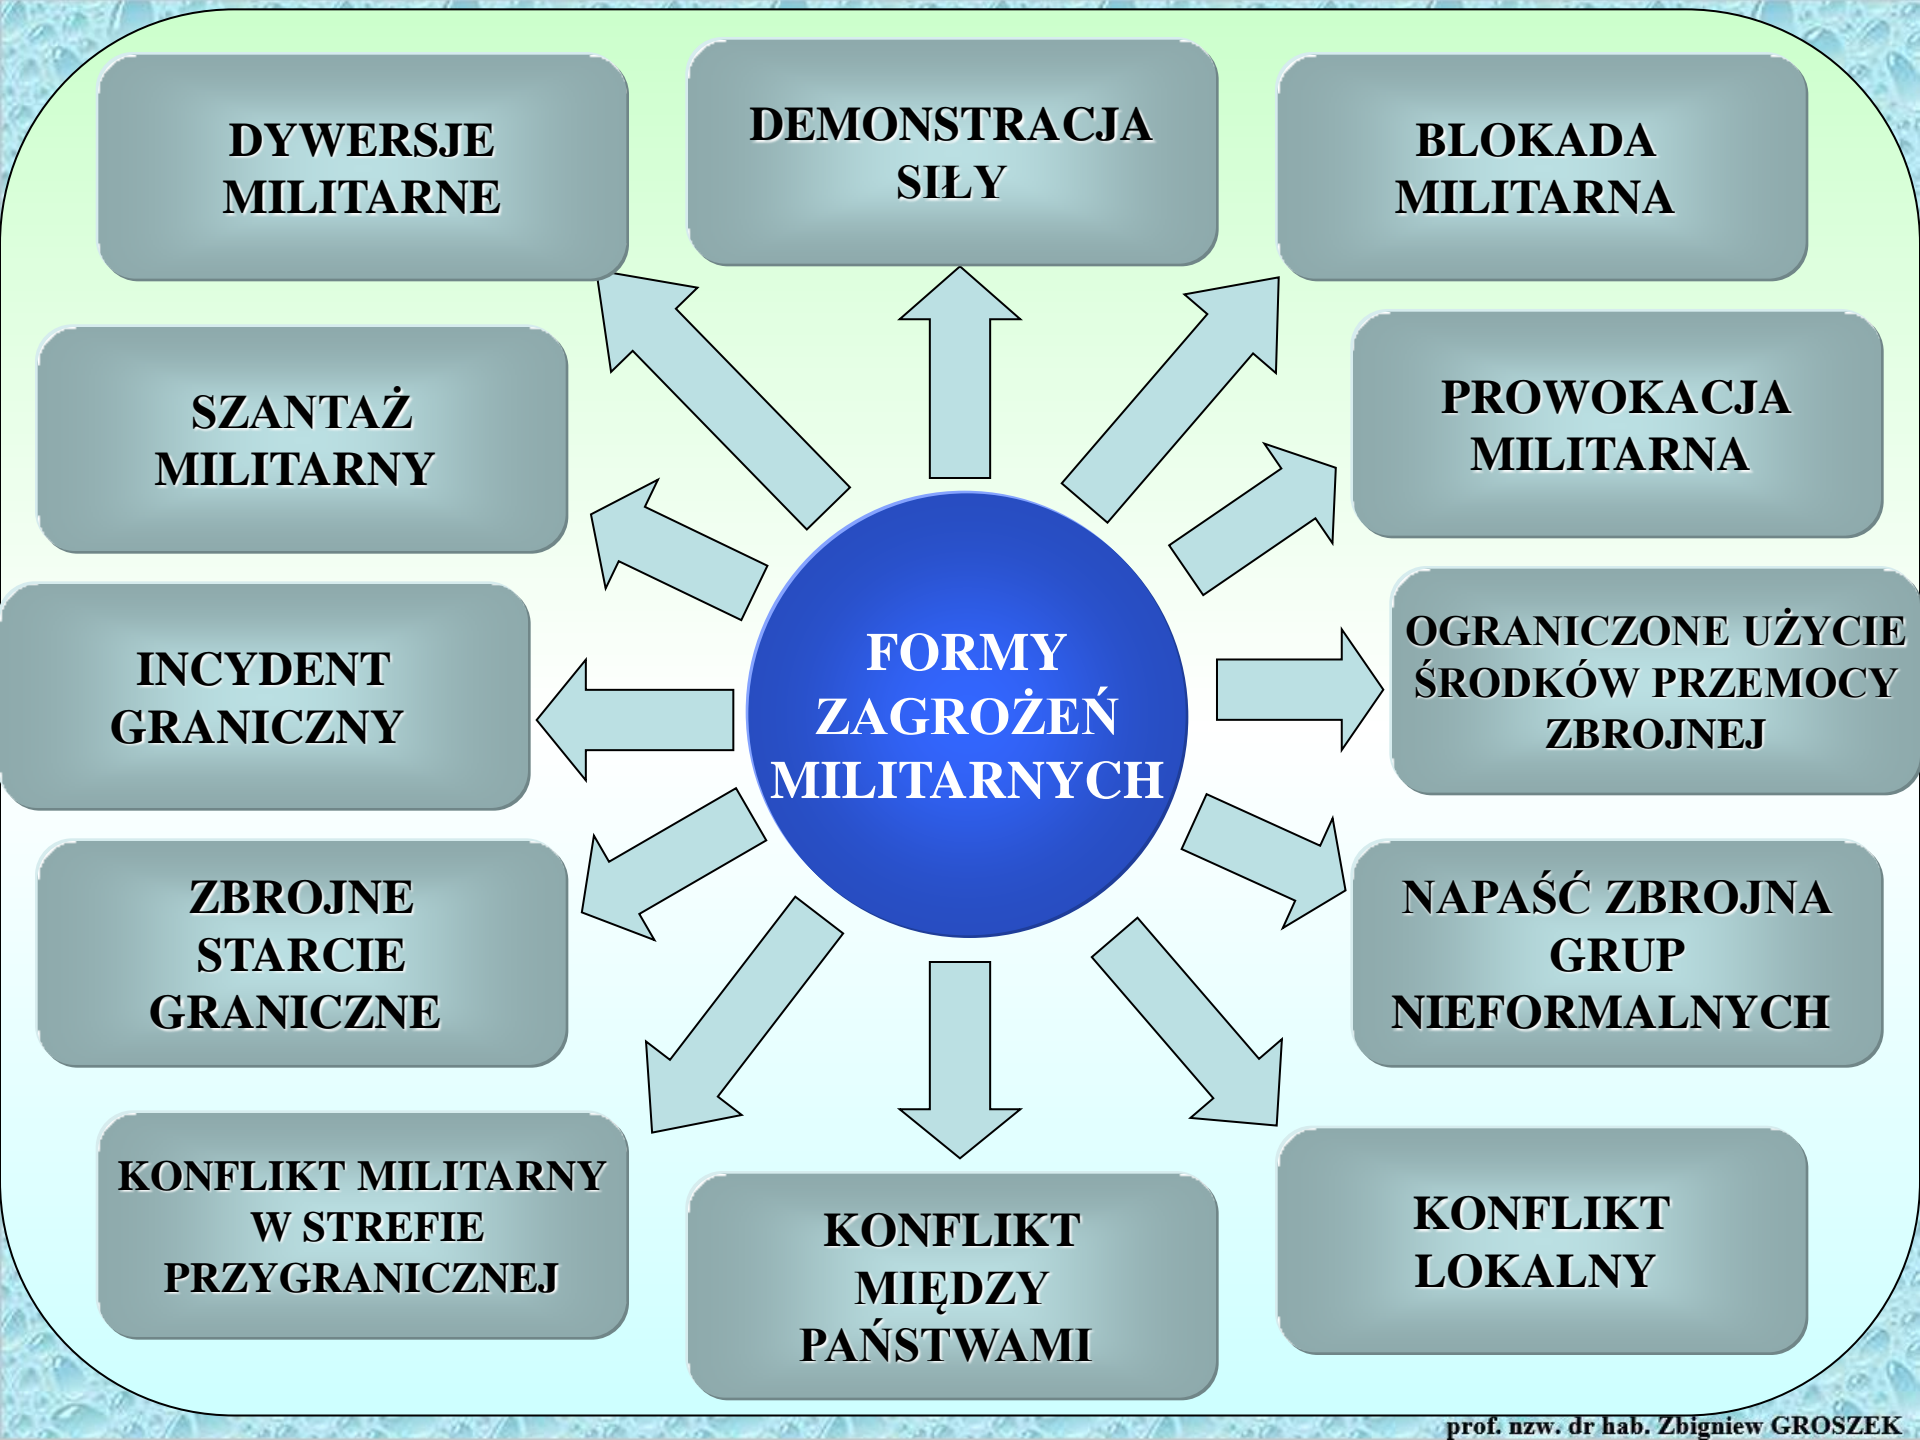 DYWERSJE
MILITARNE
DEMONSTRACJA
SIŁY
BLOKADA
MILITARNA
SZANTAŻ
MILITARNY
PROWOKACJA
MILITARNA
INCYDENT
GRANICZNY
FORMY
ZAGROŻEŃ
MILITARNYCH
OGRANICZONE UŻYCIE
ŚRODKÓW PRZEMOCY
ZBROJNEJ
ZBROJNE
STARCIE
GRANICZNE
NAPAŚĆ ZBROJNA
GRUP
NIEFORMALNYCH
KONFLIKT MILITARNY
W STREFIE
PRZYGRANICZNEJ
KONFLIKT
MIĘDZY
PAŃSTWAMI
KONFLIKT
LOKALNY
prof. nzw. dr hab. Zbigniew GROSZEK